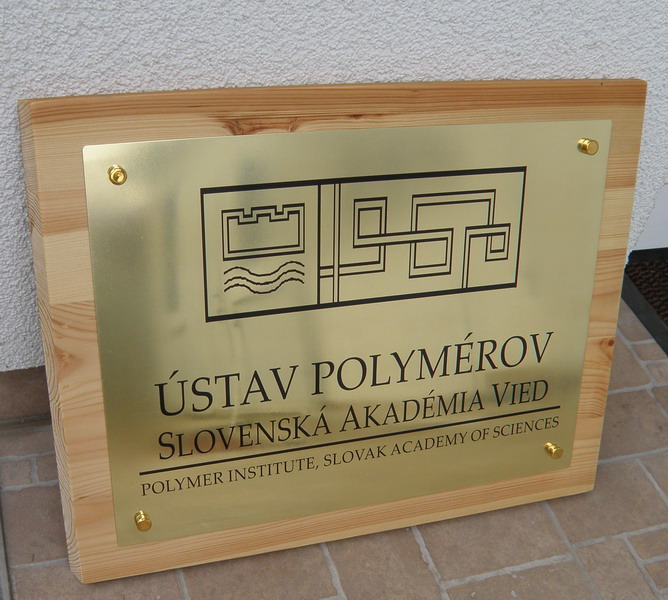 ÚSTAV POLYMÉROV
SLOVENSKÁ AKADÉMIA VIED
POLYMER INSTITUTE, SLOVAK ACADEMY OF SCIENCES